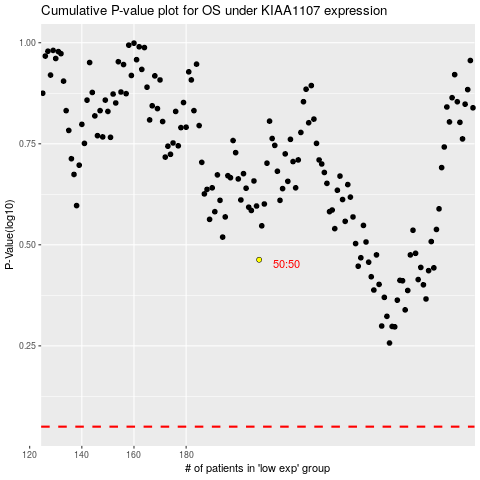 Cumulative P-value plot for OS under KIAA1107 expression
P-Value(log10)
1.00
0.75
0.50
0.25
50:50
120 140 160 180
# of patients in 'low exp' group